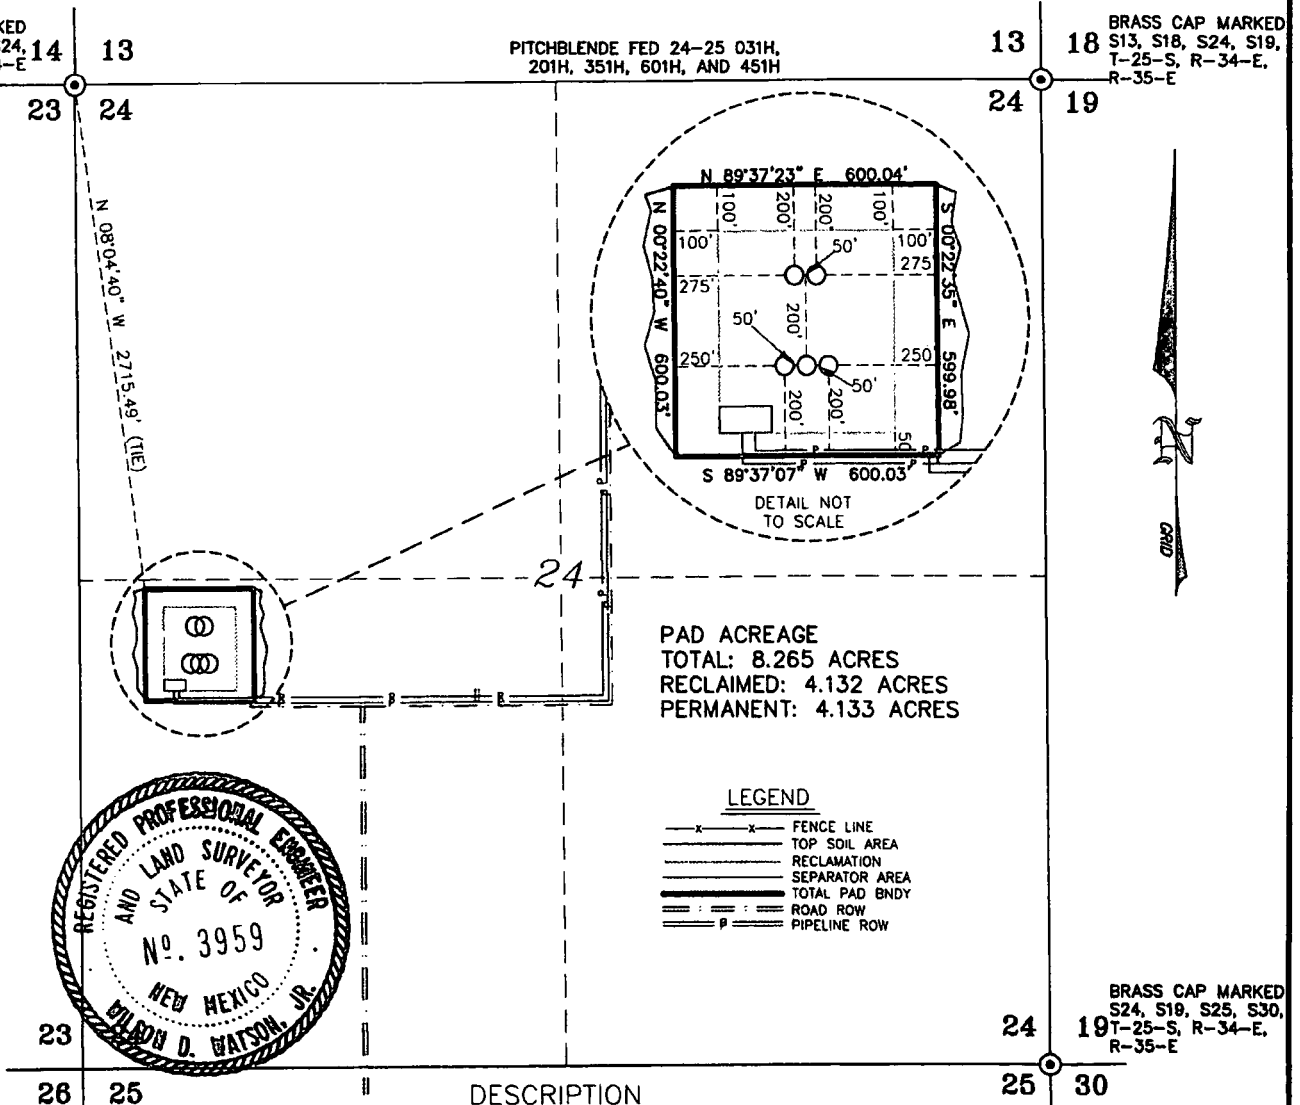 KED
S24,
4-E
14 13
23 24
PITCHBLENDE FED 24-25 031H,
201H, 351H, 601H, AND 451H
13 18
24 19
BRASS CAP MARKED
S13, S18, S24, S19,
T-25-S, R-34-E,
R-35-E
N 08°04'40" W 2715.49' (TIE)
N 89°37'23" E 600.04'
N 00°22'40" W 600.03'
S 00°22'35" E 599.98'
100' 200' 200' 100'
100' 50' 100'
275' 275'
50' 200'
250' 250'
50'
200' 200' 50'
P P
P P
S 89°37'07" W 600.03'
DETAIL NOT
TO SCALE
N
GRID
P
24
P
PAD ACREAGE
TOTAL: 8.265 ACRES
RECLAIMED: 4.132 ACRES
PERMANENT: 4.133 ACRES
P P P
LEGEND
x x FENCE LINE
TOP SOIL AREA
RECLAMATION
SEPARATOR AREA
TOTAL PAD BNDY
ROAD ROW
P PIPELINE ROW
REGISTERED PROFESSIONAL ENGINEER
AND LAND SURVEYOR
STATE OF
No. 3959
NEW MEXICO
WILSON D. WATSON, JR.
23
26 25
24 19
25 30
BRASS CAP MARKED
S24, S19, S25, S30,
T-25-S, R-34-E,
R-35-E
DESCRIPTION